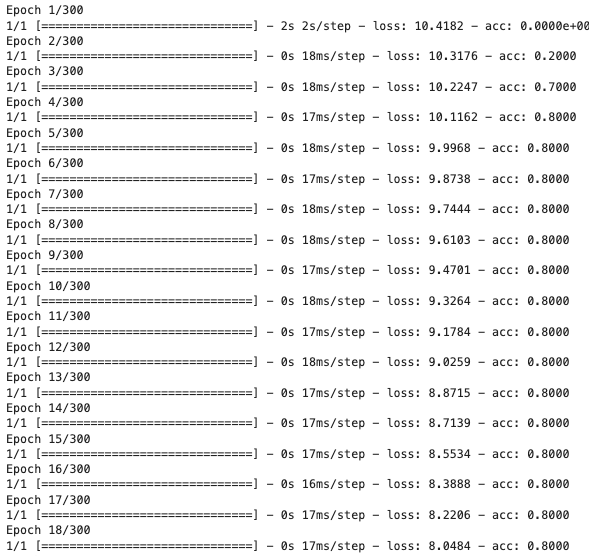 Epoch 1/300
1/1 [==============================] - 2s 2s/step - loss: 10.4182 - acc: 0.0000e+00
Epoch 2/300
1/1 [==============================] - 0s 18ms/step - loss: 10.3176 - acc: 0.2000
Epoch 3/300
1/1 [==============================] - 0s 18ms/step - loss: 10.2247 - acc: 0.7000
Epoch 4/300
1/1 [==============================] - 0s 17ms/step - loss: 10.1162 - acc: 0.8000
Epoch 5/300
1/1 [==============================] - 0s 18ms/step - loss: 9.9968 - acc: 0.8000
Epoch 6/300
1/1 [==============================] - 0s 17ms/step - loss: 9.8738 - acc: 0.8000
Epoch 7/300
1/1 [==============================] - 0s 18ms/step - loss: 9.7444 - acc: 0.8000
Epoch 8/300
1/1 [==============================] - 0s 18ms/step - loss: 9.6103 - acc: 0.8000
Epoch 9/300
1/1 [==============================] - 0s 17ms/step - loss: 9.4701 - acc: 0.8000
Epoch 10/300
1/1 [==============================] - 0s 18ms/step - loss: 9.3264 - acc: 0.8000
Epoch 11/300
1/1 [==============================] - 0s 17ms/step - loss: 9.1784 - acc: 0.8000
Epoch 12/300
1/1 [==============================] - 0s 18ms/step - loss: 9.0259 - acc: 0.8000
Epoch 13/300
1/1 [==============================] - 0s 17ms/step - loss: 8.8715 - acc: 0.8000
Epoch 14/300
1/1 [==============================] - 0s 17ms/step - loss: 8.7139 - acc: 0.8000
Epoch 15/300
1/1 [==============================] - 0s 17ms/step - loss: 8.5534 - acc: 0.8000
Epoch 16/300
1/1 [==============================] - 0s 16ms/step - loss: 8.3888 - acc: 0.8000
Epoch 17/300
1/1 [==============================] - 0s 17ms/step - loss: 8.2206 - acc: 0.8000
Epoch 18/300
1/1 [==============================] - 0s 17ms/step - loss: 8.0484 - acc: 0.8000